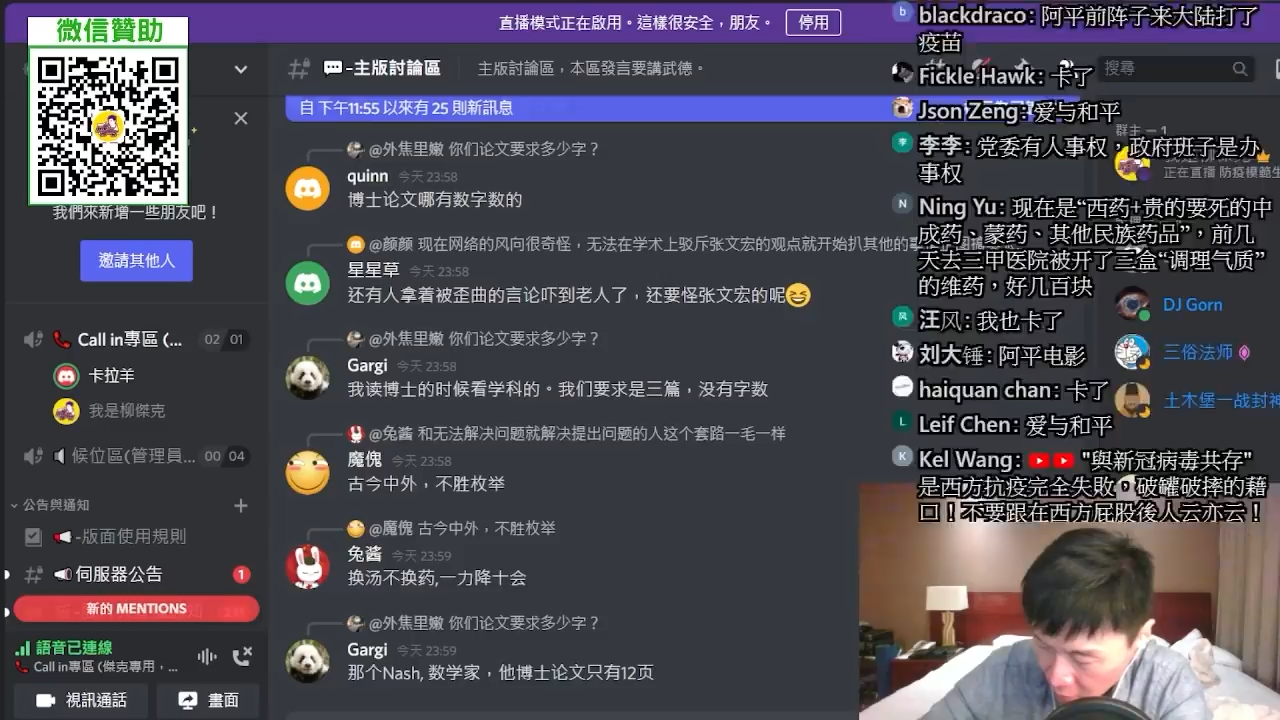 直播模式正在啟用。這樣很安全，朋友。
停用
微信贊助
我們來新增一些朋友吧！
邀請其他人
Call in專區 (...
02 01
卡拉羊
我是柳傑克
候位區(管理員...
00 04
公告與通知
-版面使用規則
伺服器公告
1
新的 MENTIONS
語音已連線
Call in專區 (傑克專用，...
視訊通話
畫面
-主版討論區
主版討論區，本區發言要講武德。
搜尋
自 下午11:55 以來有 25 則新訊息
@外焦里嫩 你们论文要求多少字？
quinn 今天 23:58
博士论文哪有数字数的
@颜颜 现在网络的风向很奇怪，无法在学术上驳斥张文宏的观点就开始扒其他的
星星草 今天 23:58
还有人拿着被歪曲的言论吓到老人了，还要怪张文宏的呢
@外焦里嫩 你们论文要求多少字？
Gargi 今天 23:58
我读博士的时候看学科的。我们要求是三篇，没有字数
@兔酱 和无法解决问题就解决提出问题的人这个套路一毛一样
魔傀 今天 23:58
古今中外，不胜枚举
@魔傀 古今中外，不胜枚举
兔酱 今天 23:59
换汤不换药,一力降十会
@外焦里嫩 你们论文要求多少字？
Gargi 今天 23:59
那个Nash, 数学家，他博士论文只有12页
blackdraco: 阿平前阵子来大陆打了
疫苗
Fickle Hawk: 卡了
Json Zeng: 爱与和平
李李: 党委有人事权，政府班子是办
事权
Ning Yu: 现在是“西药+贵的要死的中
成药、蒙药、其他民族药品”，前几
天去三甲医院被开了三盒“调理气质”
的维药，好几百块
汪风: 我也卡了
刘大锤: 阿平电影
haiquan chan: 卡了
Leif Chen: 爱与和平
Kel Wang: "與新冠病毒共存"
是西方抗疫完全失敗，破罐破摔的藉
口！不要跟在西方屁股後人云亦云！
群主 — 1
正在直播 防疫模範生
DJ Gorn
三俗法师
土木堡一战封神